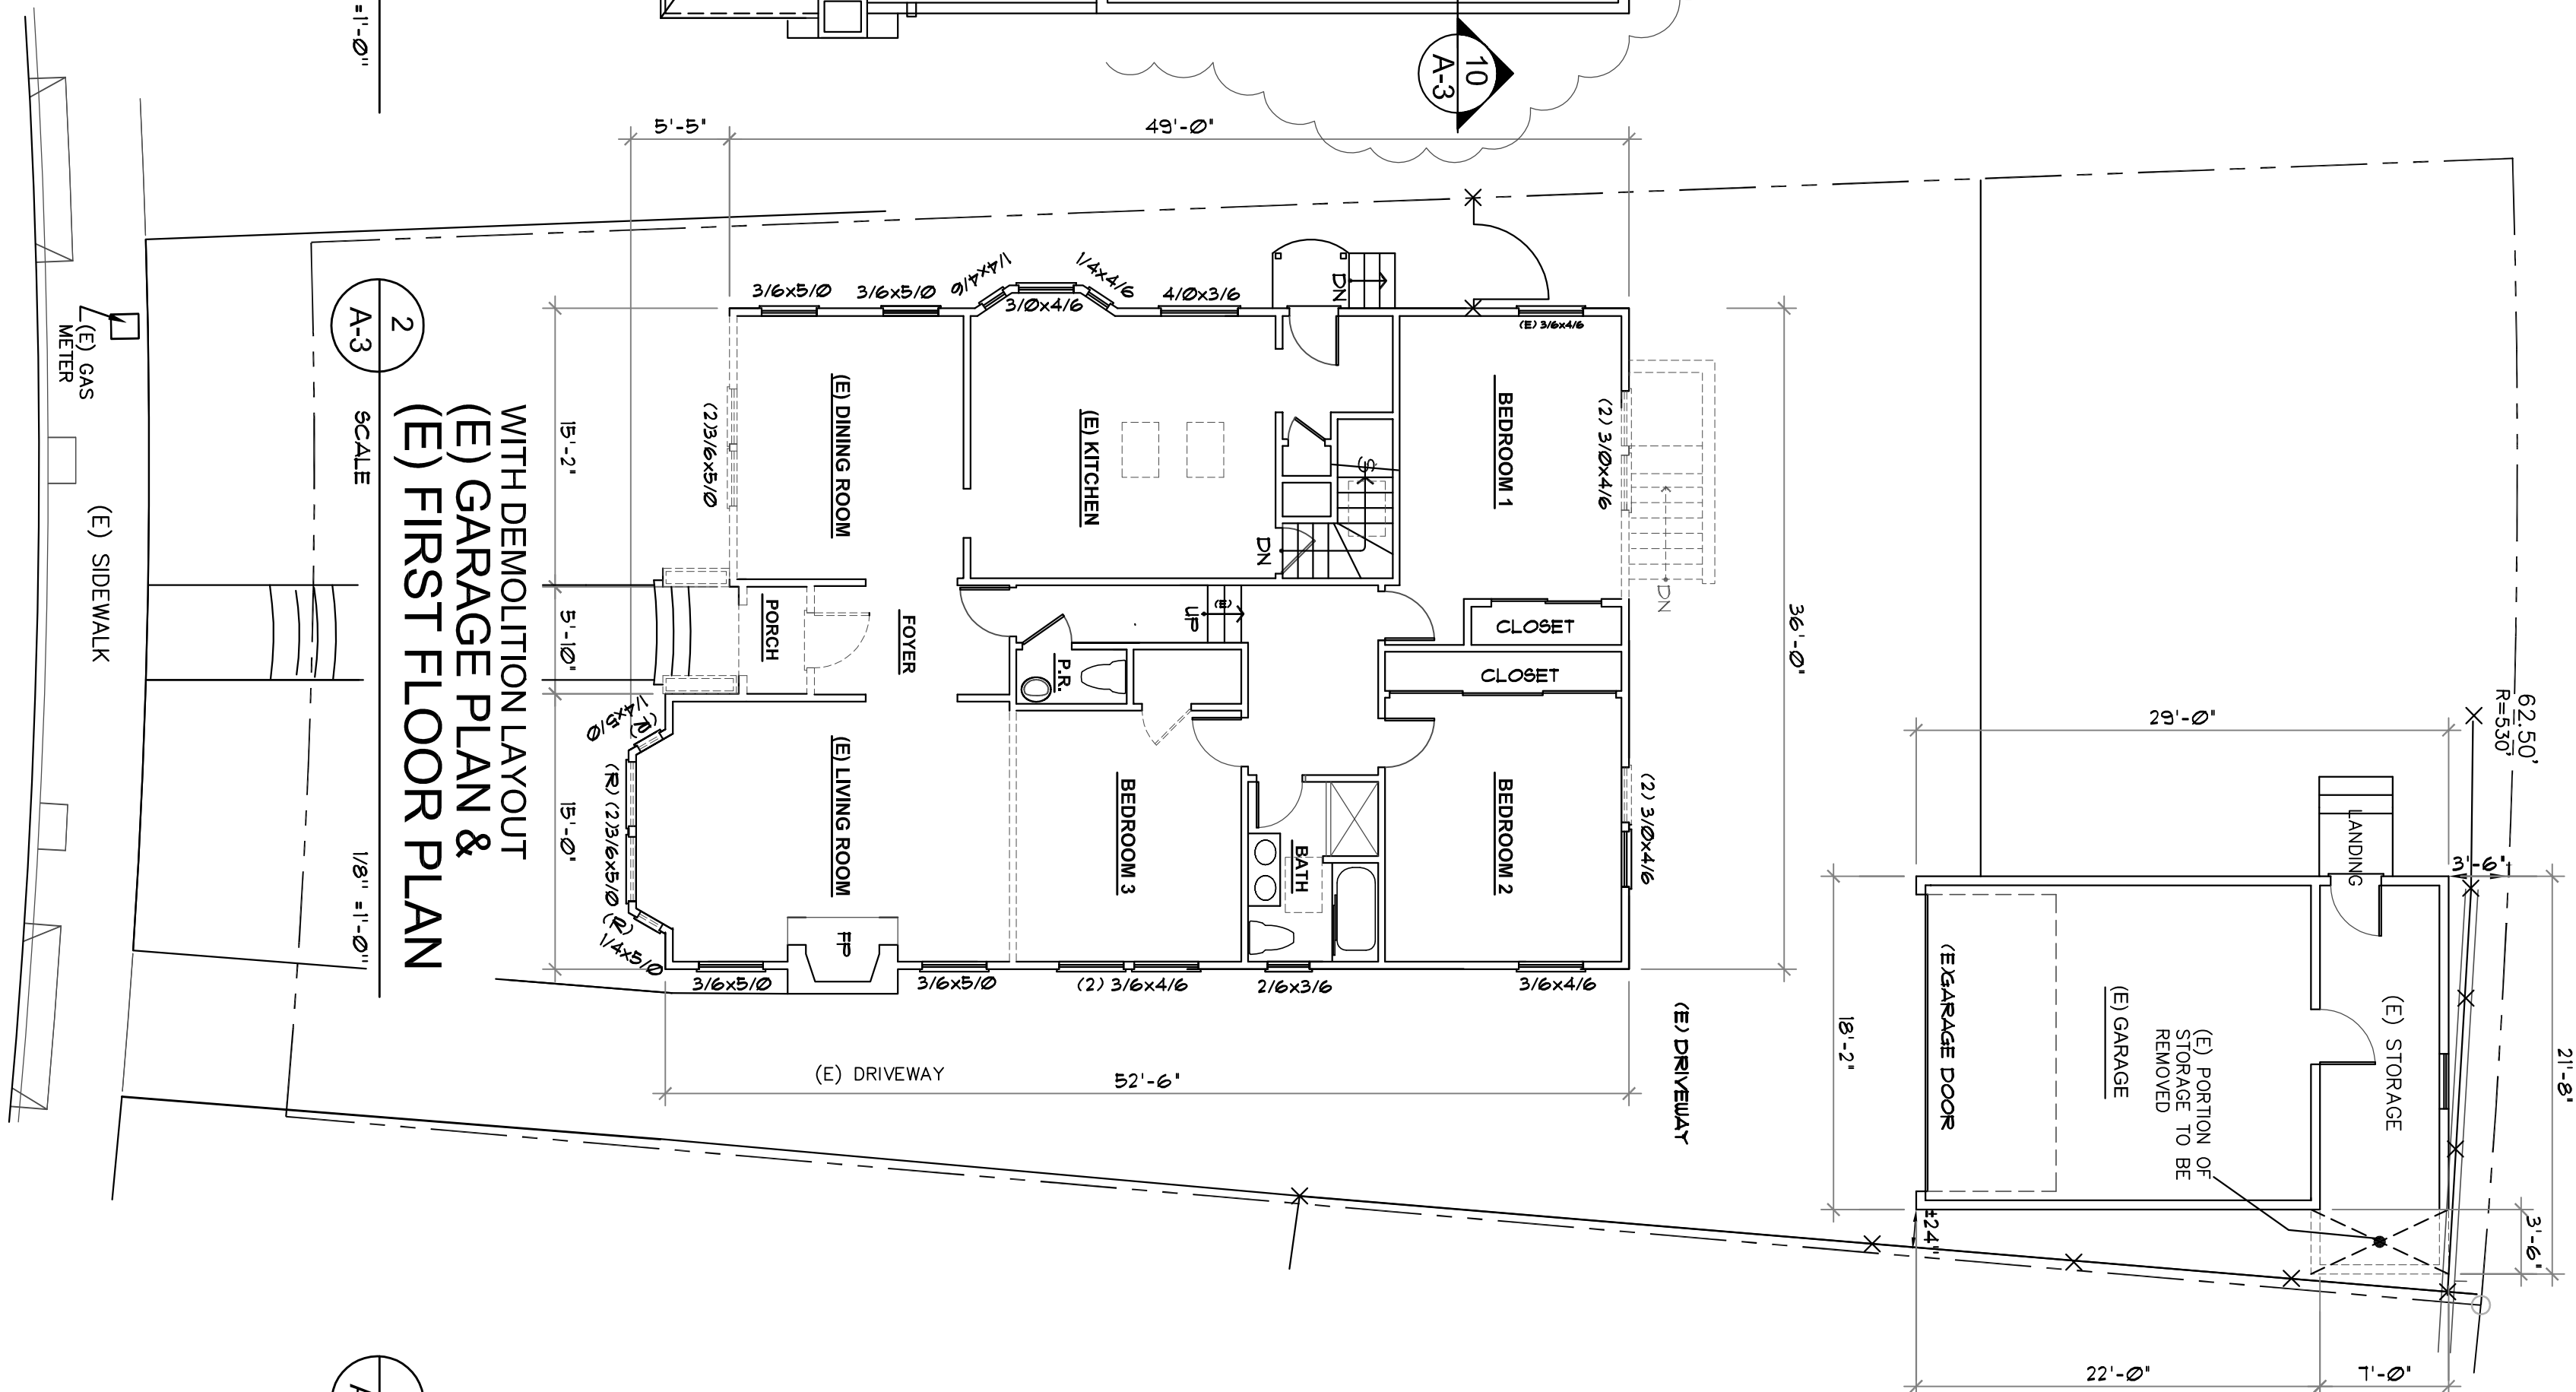 =1'-0"
10
A-3
5'-5"
49'-0"
3/6x5/0
3/6x5/0
1/4x4/6
3/0x4/6
1/4x4/6
4/0x3/6
DN
(E) 3/6x4/6
(2)3/6x5/0
(E) DINING ROOM
(E) KITCHEN
BEDROOM 1
(2) 3/0x4/6
(S)
DN
DN
36'-0"
15'-2"
5'-10"
15'-0"
PORCH
FOYER
P.R.
UP
(E)
CLOSET
CLOSET
(R)
1/4x5/0
(R) (2)3/6x5/0
(R)
1/4x5/0
(E) LIVING ROOM
FP
BEDROOM 3
BATH
BEDROOM 2
(2) 3/0x4/6
3/6x5/0
3/6x5/0
(2) 3/6x4/6
2/6x3/6
3/6x4/6
(E) DRIVEWAY
52'-6"
(E) DRIVEWAY
62.50'
R=530'
29'-0"
LANDING
3'-6"
18'-2"
(E)GARAGE DOOR
(E) GARAGE
(E) PORTION OF
STORAGE TO BE
REMOVED
(E) STORAGE
21'-8"
3'-6"
±24"
22'-0"
7'-0"
(E) GAS
METER
(E) SIDEWALK
2
A-3
WITH DEMOLITION LAYOUT
(E) GARAGE PLAN &
(E) FIRST FLOOR PLAN
SCALE
1/8" =1'-0"